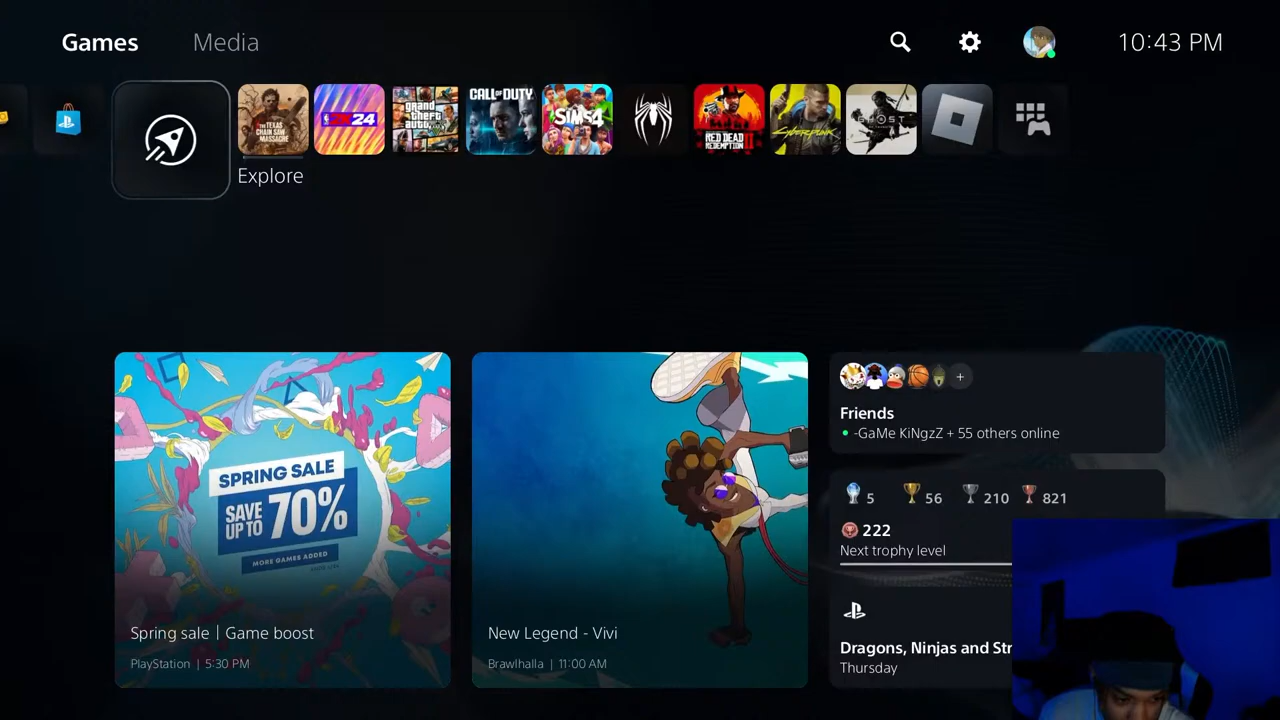 Games
Media
10:43 PM
THE TEXAS
CHAIN SAW
MASSACRE
2K24
grand
theft
auto
CALL OF DUTY
SIMS4
RED DEAD
REDEMPTION II
CYBERPUNK
GHOST
Explore
SPRING SALE
SAVE
UP TO
70%
MORE GAMES ADDED
Spring sale | Game boost
PlayStation | 5:30 PM
New Legend - Vivi
Brawlhalla | 11:00 AM
+
Friends
-GaMe KiNgzZ + 55 others online
5
56
210
821
222
Next trophy level
Dragons, Ninjas and Str
Thursday